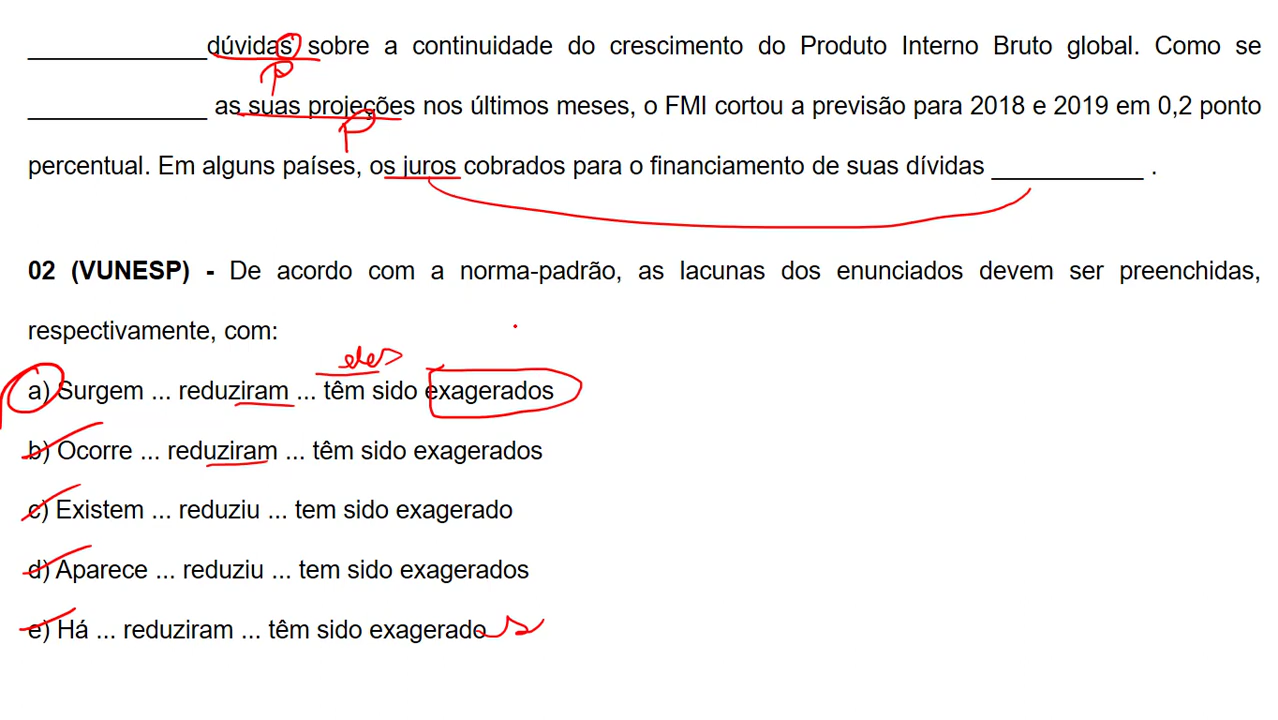 ____________ dúvidas sobre a continuidade do crescimento do Produto Interno Bruto global. Como se
P
____________ as suas projeções nos últimos meses, o FMI cortou a previsão para 2018 e 2019 em 0,2 ponto
P
percentual. Em alguns países, os juros cobrados para o financiamento de suas dívidas __________ .
02 (VUNESP) - De acordo com a norma-padrão, as lacunas dos enunciados devem ser preenchidas,
respectivamente, com:
eles
a) Surgem ... reduziram ... têm sido exagerados
b) Ocorre ... reduziram ... têm sido exagerados
c) Existem ... reduziu ... tem sido exagerado
d) Aparece ... reduziu ... tem sido exagerados
e) Há ... reduziram ... têm sido exagerado s